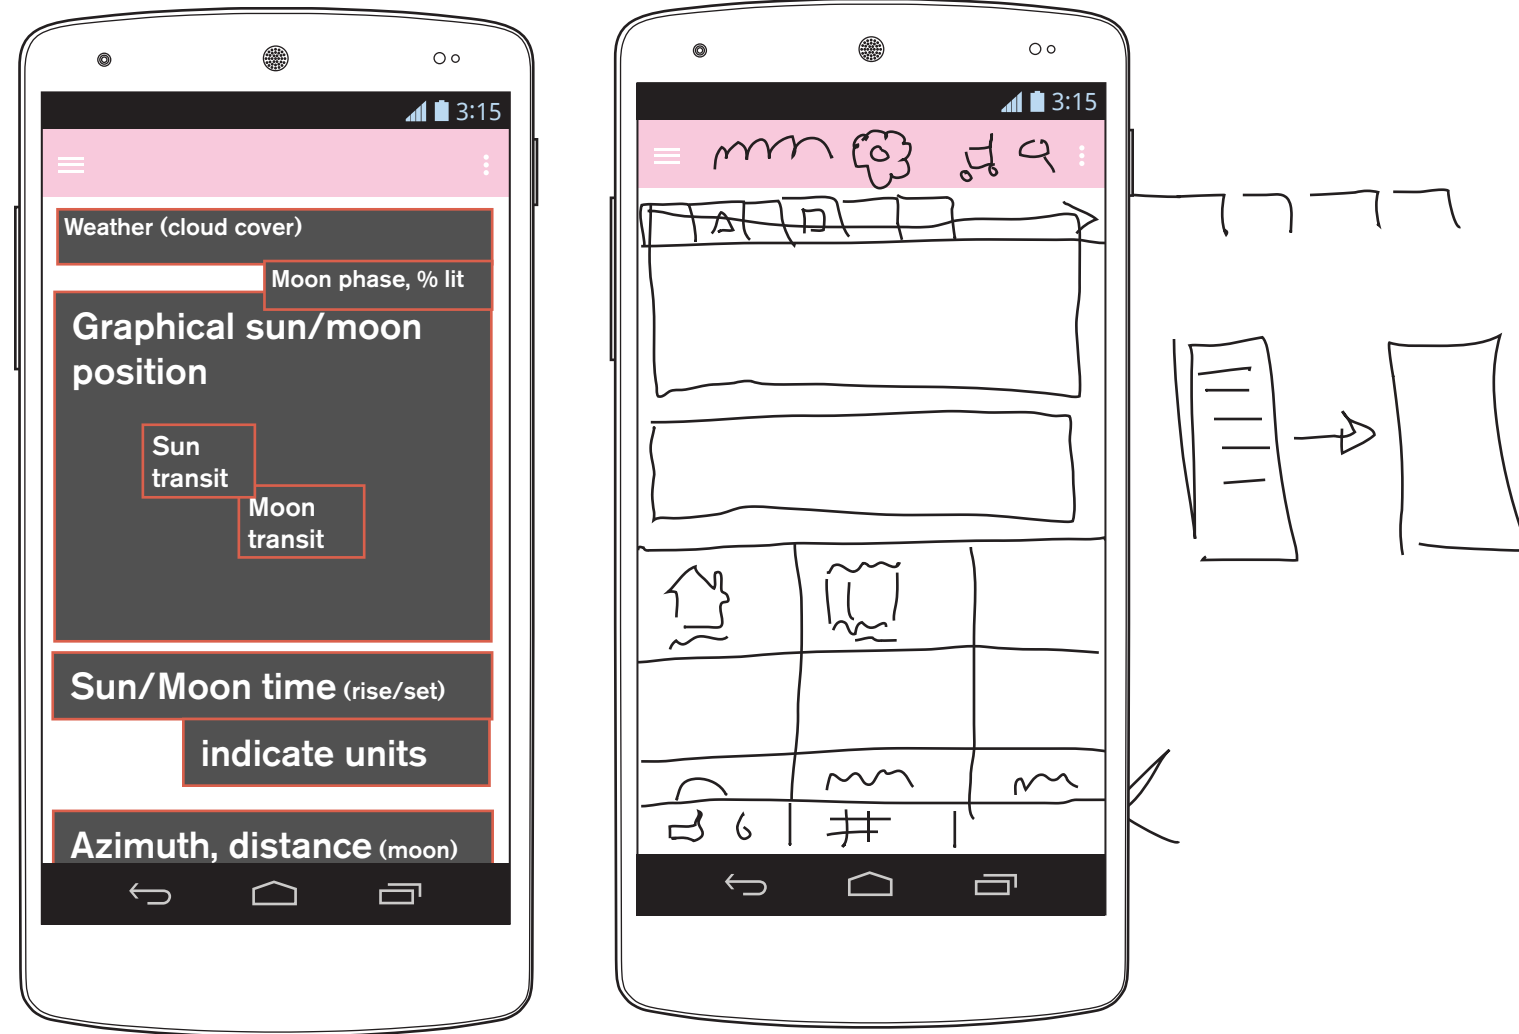 3:15
Weather (cloud cover)
Moon phase, % lit
Graphical sun/moon
position
Sun
transit
Moon
transit
Sun/Moon time (rise/set)
indicate units
Azimuth, distance (moon)
3:15